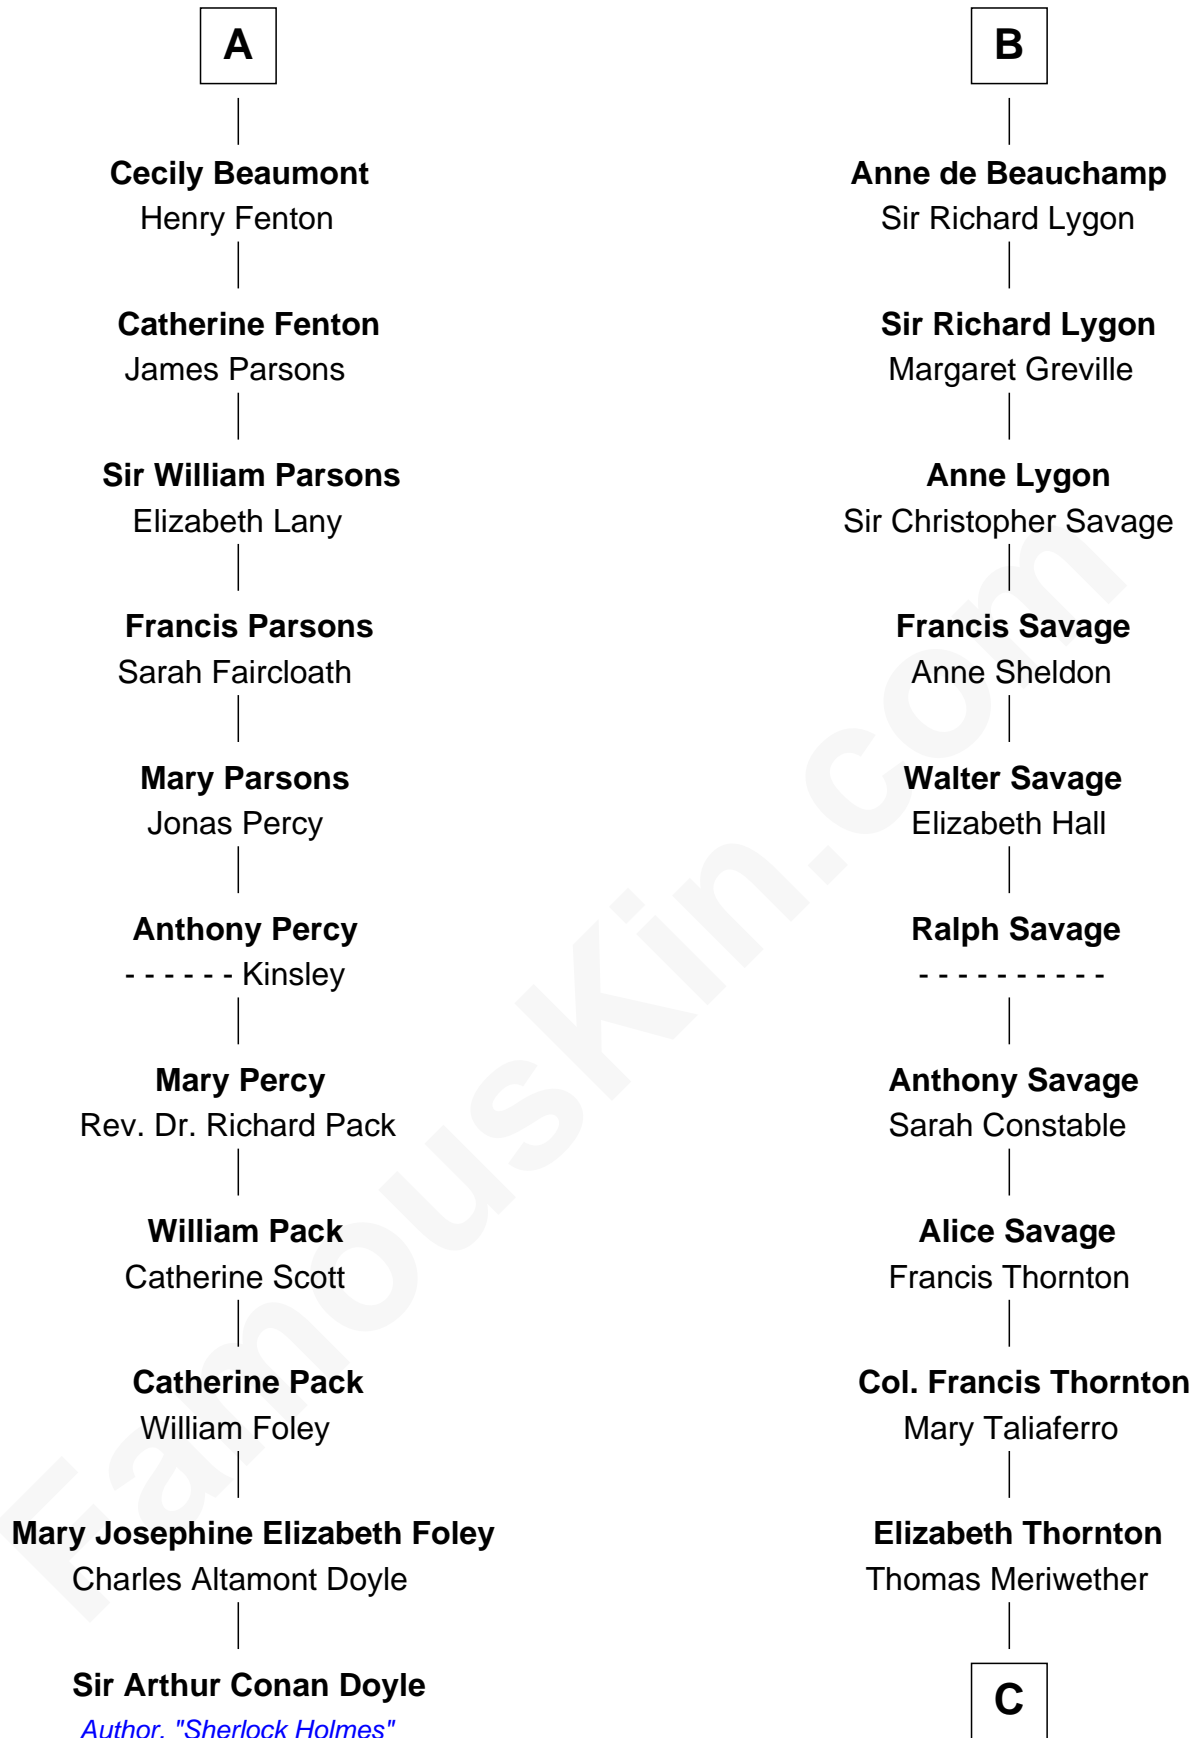 A
Cecily Beaumont
Henry Fenton
Catherine Fenton
James Parsons
Sir William Parsons
Elizabeth Lany
Francis Parsons
Sarah Faircloath
Mary Parsons
Jonas Percy
Anthony Percy
- - - - - - Kinsley
Mary Percy
Rev. Dr. Richard Pack
William Pack
Catherine Scott
Catherine Pack
William Foley
Mary Josephine Elizabeth Foley
Charles Altamont Doyle
Sir Arthur Conan Doyle
Author, "Sherlock Holmes"
B
Anne de Beauchamp
Sir Richard Lygon
Sir Richard Lygon
Margaret Greville
Anne Lygon
Sir Christopher Savage
Francis Savage
Anne Sheldon
Walter Savage
Elizabeth Hall
Ralph Savage
- - - - - - - - - -
Anthony Savage
Sarah Constable
Alice Savage
Francis Thornton
Col. Francis Thornton
Mary Taliaferro
Elizabeth Thornton
Thomas Meriwether
C
FamousKin.com